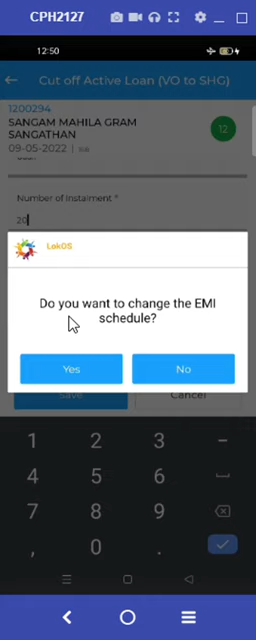 CPH2127
12:50
Cut off Active Loan (VO to SHG)
1200294
SANGAM MAHILA GRAM
SANGATHAN
12
09-05-2022 |
Number of Instalment *
20
LokOS
Do you want to change the EMI
schedule?
Yes
No
Save
Cancel
1 2 3 -
4 5 6
7 8 9
, 0 .